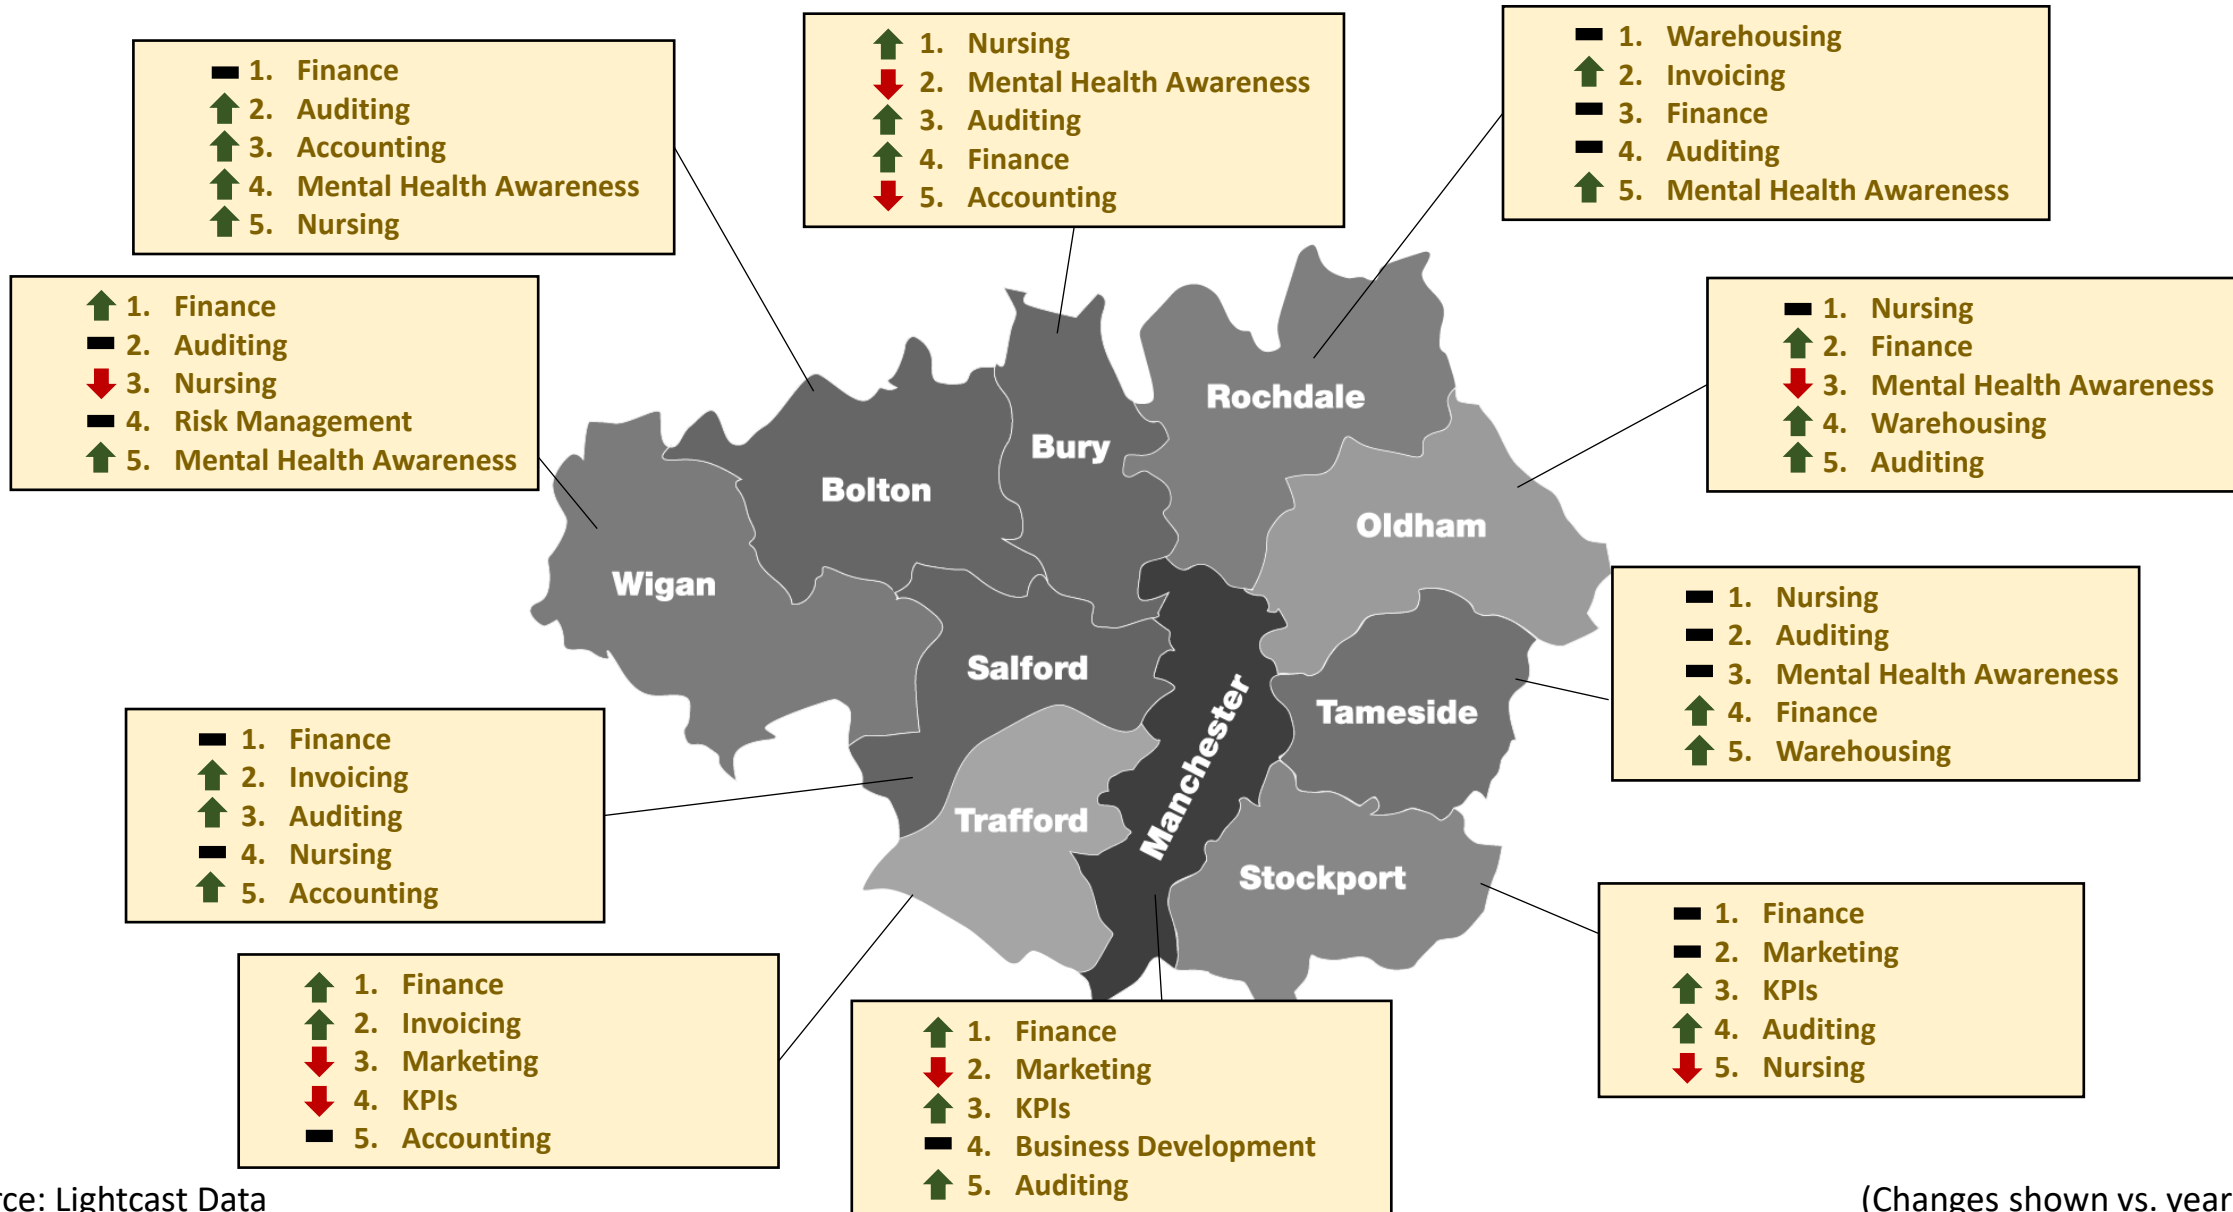 1. Finance
2. Auditing
3. Accounting
4. Mental Health Awareness
5. Nursing
1. Nursing
2. Mental Health Awareness
3. Auditing
4. Finance
5. Accounting
1. Warehousing
2. Invoicing
3. Finance
4. Auditing
5. Mental Health Awareness
1. Finance
2. Auditing
3. Nursing
4. Risk Management
5. Mental Health Awareness
1. Nursing
2. Finance
3. Mental Health Awareness
4. Warehousing
5. Auditing
Rochdale
Bury
Bolton
Oldham
Wigan
Salford
Tameside
Manchester
Trafford
Stockport
1. Nursing
2. Auditing
3. Mental Health Awareness
4. Finance
5. Warehousing
1. Finance
2. Invoicing
3. Auditing
4. Nursing
5. Accounting
1. Finance
2. Marketing
3. KPIs
4. Auditing
5. Nursing
1. Finance
2. Invoicing
3. Marketing
4. KPIs
5. Accounting
1. Finance
2. Marketing
3. KPIs
4. Business Development
5. Auditing
rce: Lightcast Data
(Changes shown vs. year